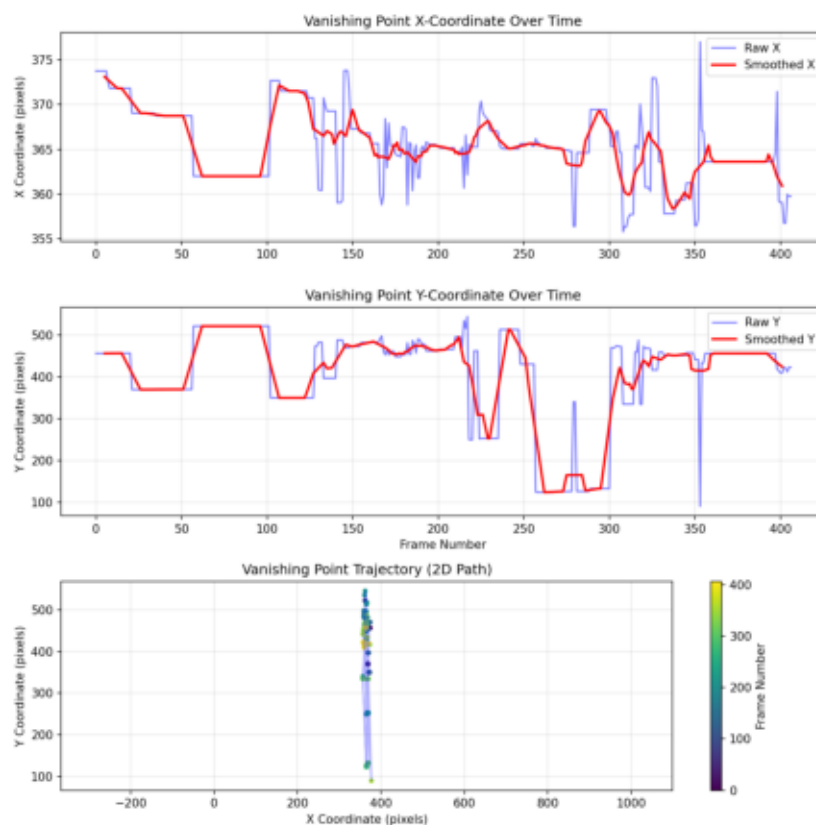 Vanishing Point X-Coordinate Over Time
X Coordinate (pixels)
375
370
365
360
355
Raw X
Smoothed X
0 50 100 150 200 250 300 350 400
Vanishing Point Y-Coordinate Over Time
Y Coordinate (pixels)
500
400
300
200
100
Raw Y
Smoothed Y
0 50 100 150 200 250 300 350 400
Frame Number
Vanishing Point Trajectory (2D Path)
Y Coordinate (pixels)
500
400
300
200
100
−200 0 200 400 600 800 1000
X Coordinate (pixels)
400
300
200
100
0
Frame Number